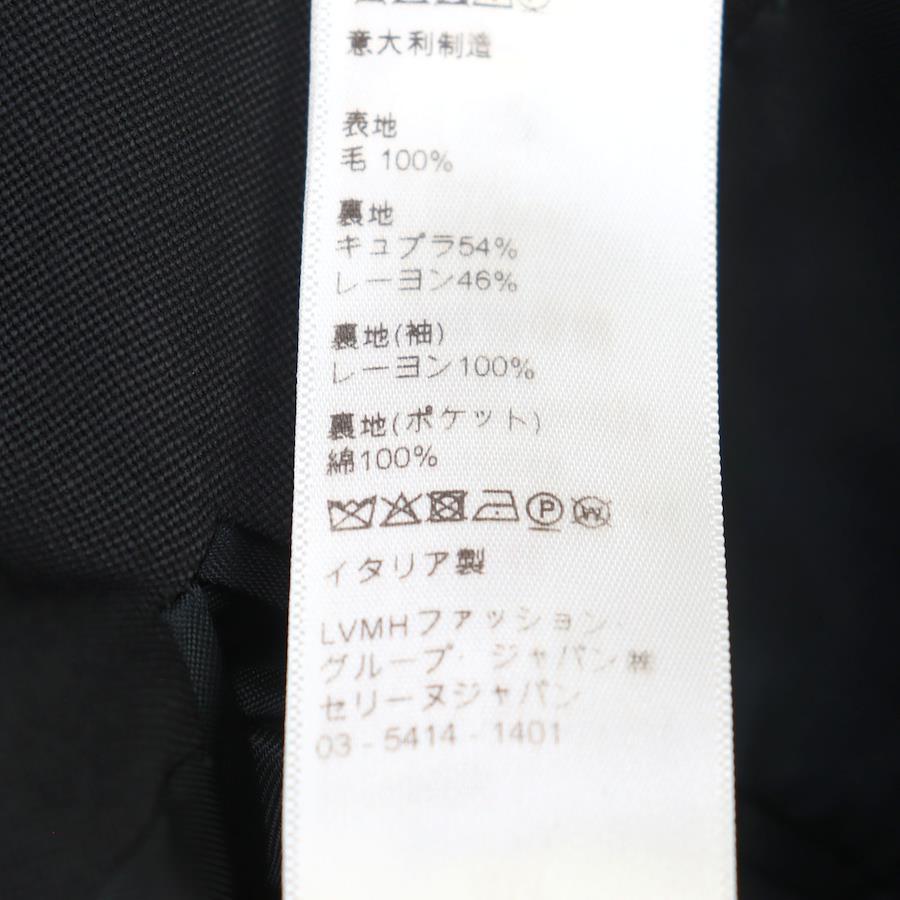 意大利制造
表地
毛 100%
裏地
キュプラ54%
レーヨン46%
裏地(袖)
レーヨン100%
裏地(ポケット)
綿100%
P
W
イタリア製
LVMHファッション・
グループ・ジャパン㈱
セリーヌジャパン
03 - 5414 - 1401